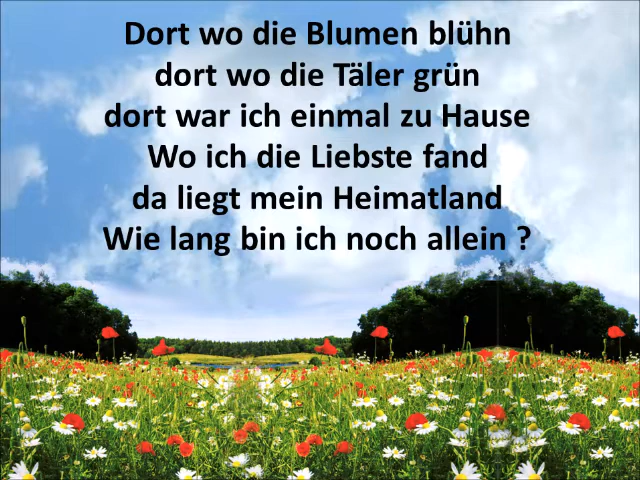 Dort wo die Blumen blühn
dort wo die Täler grün
dort war ich einmal zu Hause
Wo ich die Liebste fand
da liegt mein Heimatland
Wie lang bin ich noch allein ?